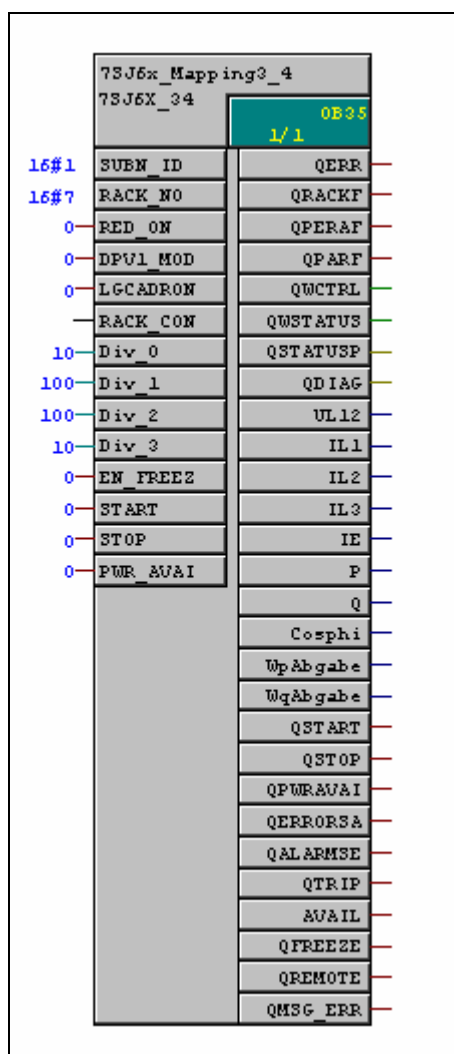 7SJ6x_Mapping3_4
7SJ6X_34
OB35
1/1
16#1 SUBN_ID QERR
16#7 RACK_NO QRACKF
0 RED_ON QPERAF
0 DPV1_MOD QPARF
0 LGCADRON QWCTRL
RACK_CON QWSTATUS
10 Div_0 QSTATUSP
100 Div_1 QDIAG
100 Div_2 UL12
10 Div_3 IL1
0 EN_FREEZ IL2
0 START IL3
0 STOP IE
0 PWR_AVAI P
Q
Cosphi
WpAbgabe
WqAbgabe
QSTART
QSTOP
QPWRAVAI
QERRORSA
QALARMSE
QTRIP
AVAIL
QFREEZE
QREMOTE
QMSG_ERR